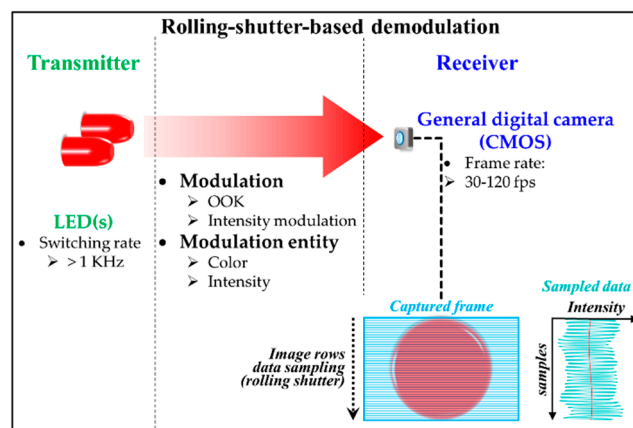 Rolling-shutter-based demodulation
Transmitter
Receiver
General digital camera
(CMOS)
• Frame rate:
➢ 30-120 fps
• Modulation
➢ OOK
➢ Intensity modulation
• Modulation entity
➢ Color
➢ Intensity
LED(s)
• Switching rate
➢ > 1 KHz
Captured frame
Image rows
data sampling
(rolling shutter)
Sampled data
Intensity
samples